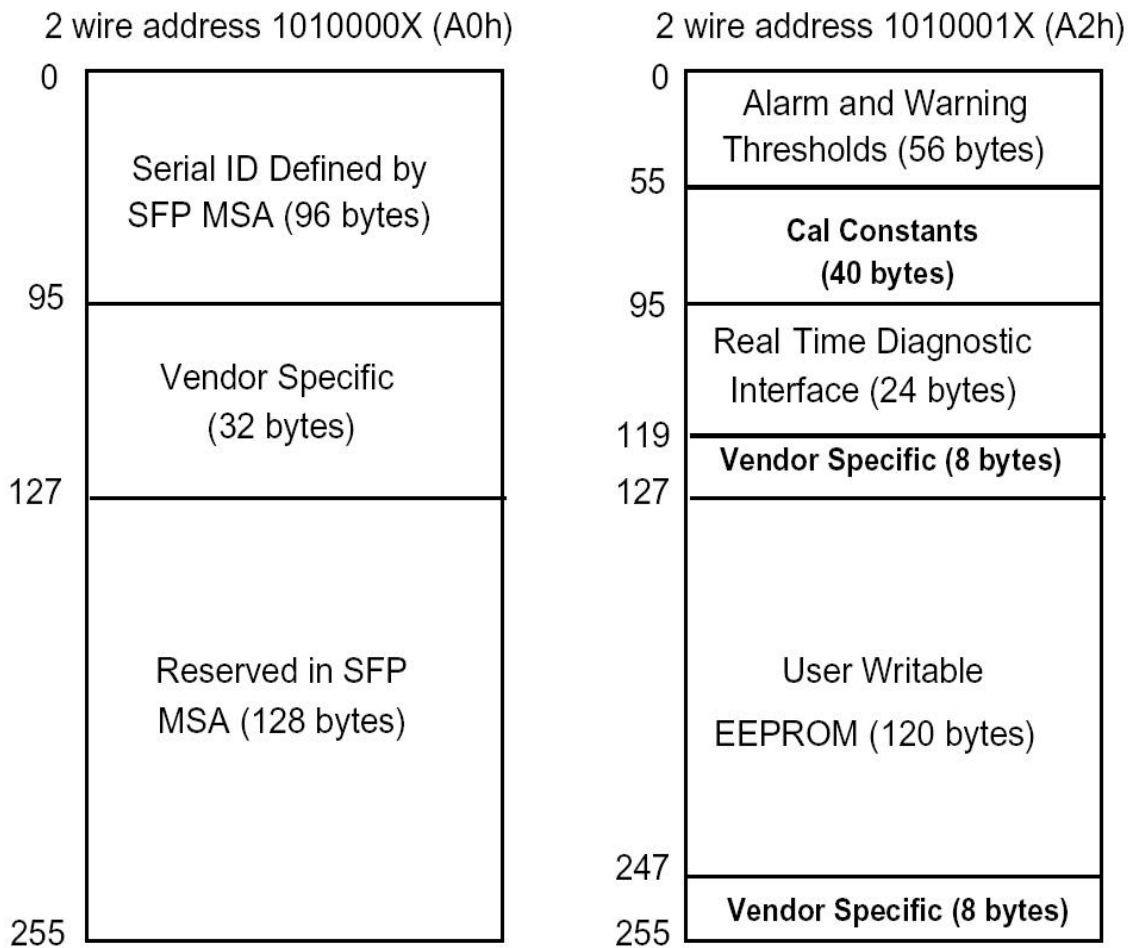 2 wire address 1010000X (A0h)
0
Serial ID Defined by
SFP MSA (96 bytes)
95
Vendor Specific
(32 bytes)
127
Reserved in SFP
MSA (128 bytes)
255
2 wire address 1010001X (A2h)
0
Alarm and Warning
Thresholds (56 bytes)
55
Cal Constants
(40 bytes)
95
Real Time Diagnostic
Interface (24 bytes)
119
Vendor Specific (8 bytes)
127
User Writable
EEPROM (120 bytes)
247
Vendor Specific (8 bytes)
255